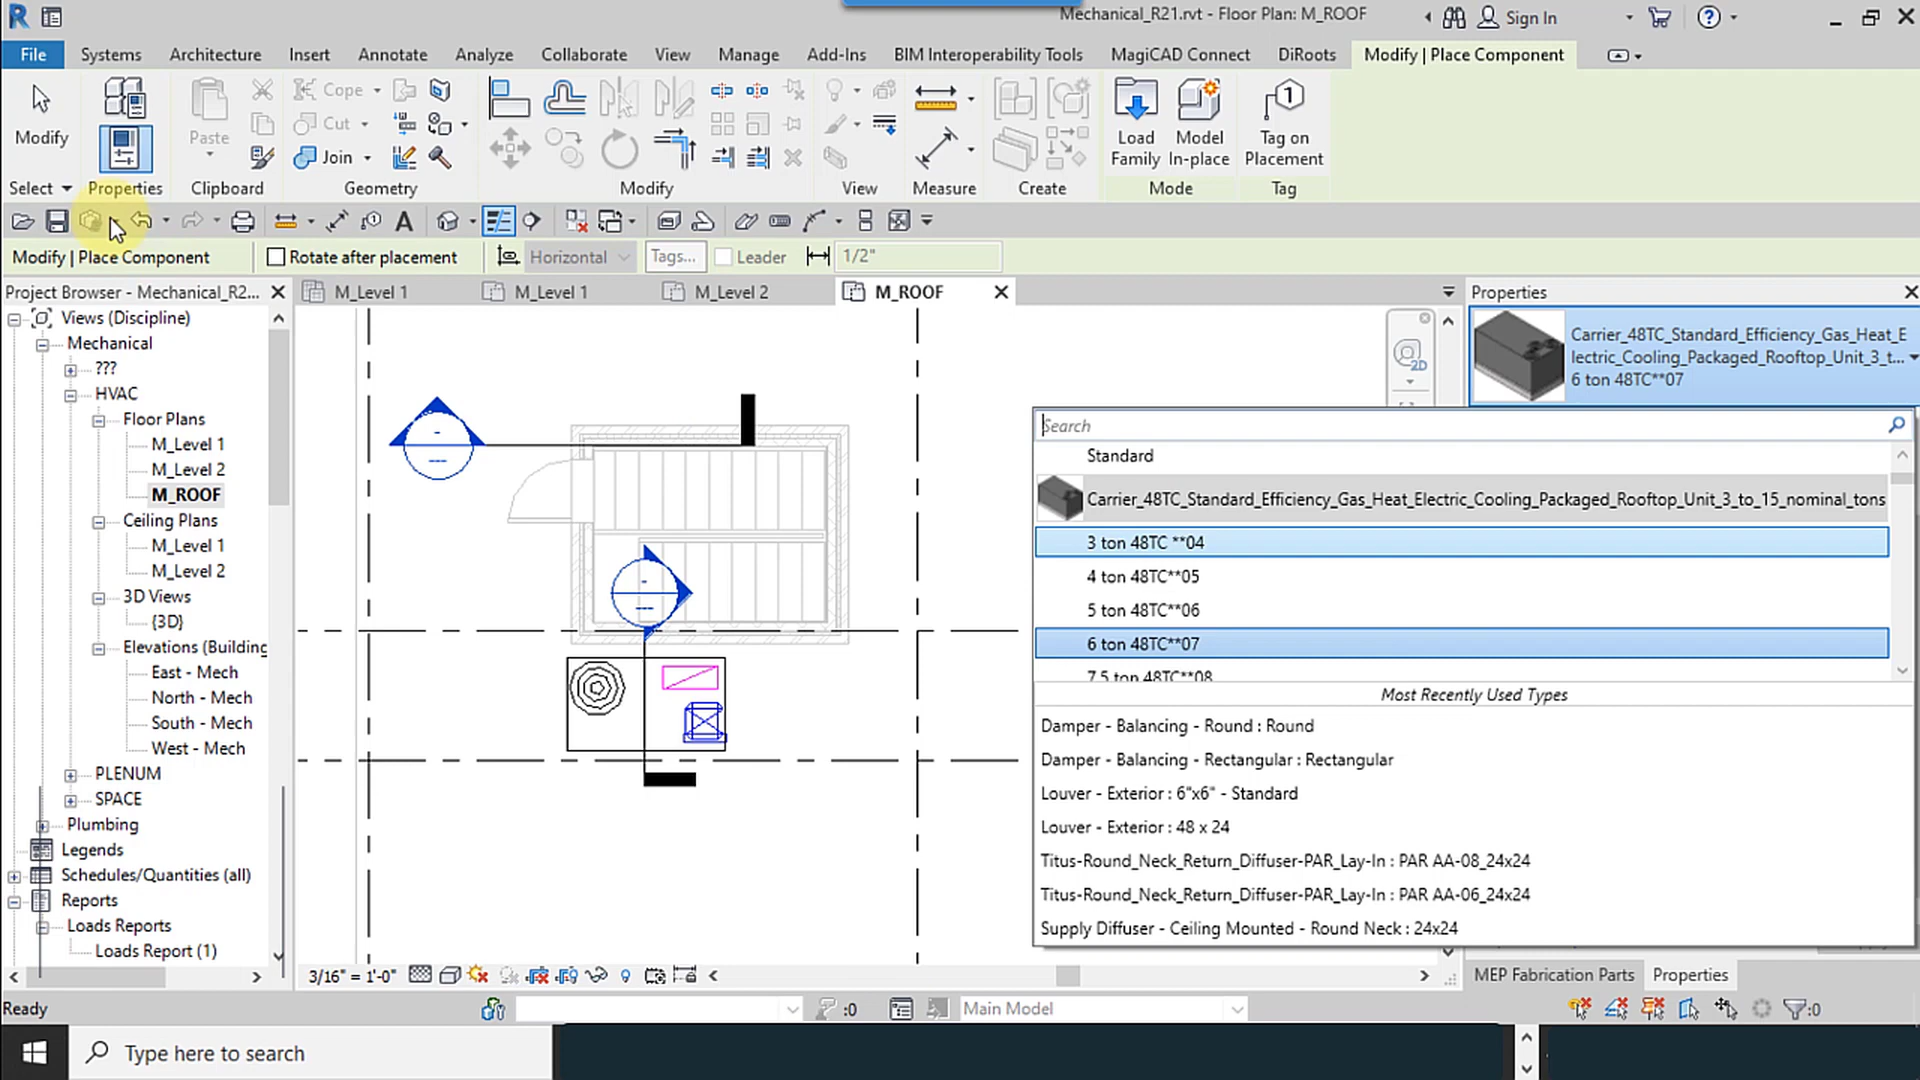 Mechanical_R21.rvt - Floor Plan: M_ROOF
Sign In
File
Systems
Architecture
Insert
Annotate
Analyze
Collaborate
View
Manage
Add-Ins
BIM Interoperability Tools
MagiCAD Connect
DiRoots
Modify | Place Component
Modify
Paste
Cope
Cut
Join
Load
Family
Model
In-place
Tag on
Placement
Select
Properties
Clipboard
Geometry
Modify
View
Measure
Create
Mode
Tag
Modify | Place Component
Rotate after placement
Horizontal
Tags...
Leader
1/2"
Project Browser - Mechanical_R2...
M_Level 1
M_Level 1
M_Level 2
M_ROOF
Properties
Views (Discipline)
Mechanical
???
HVAC
Floor Plans
M_Level 1
M_Level 2
M_ROOF
Ceiling Plans
M_Level 1
M_Level 2
3D Views
{3D}
Elevations (Building
East - Mech
North - Mech
South - Mech
West - Mech
PLENUM
SPACE
Plumbing
Legends
Schedules/Quantities (all)
Reports
Loads Reports
Loads Report (1)
2D
Carrier_48TC_Standard_Efficiency_Gas_Heat_E
lectric_Cooling_Packaged_Rooftop_Unit_3_t...
6 ton 48TC**07
Search
Standard
Carrier_48TC_Standard_Efficiency_Gas_Heat_Electric_Cooling_Packaged_Rooftop_Unit_3_to_15_nominal_tons
3 ton 48TC **04
4 ton 48TC**05
5 ton 48TC**06
6 ton 48TC**07
7.5 ton 48TC**08
Most Recently Used Types
Damper - Balancing - Round : Round
Damper - Balancing - Rectangular : Rectangular
Louver - Exterior : 6"x6" - Standard
Louver - Exterior : 48 x 24
Titus-Round_Neck_Return_Diffuser-PAR_Lay-In : PAR AA-08_24x24
Titus-Round_Neck_Return_Diffuser-PAR_Lay-In : PAR AA-06_24x24
Supply Diffuser - Ceiling Mounted - Round Neck : 24x24
3/16" = 1'-0"
MEP Fabrication Parts
Properties
Ready
:0
Main Model
:0
Type here to search